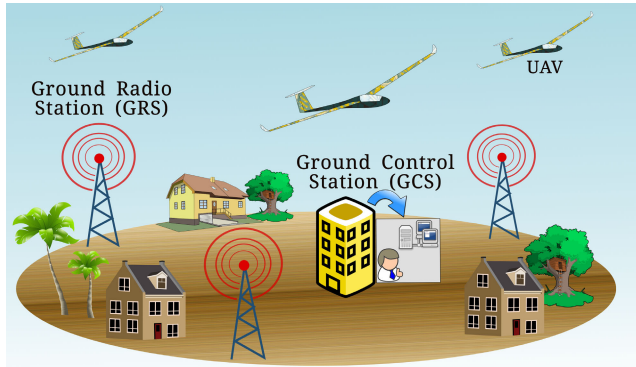 UAV
Ground Radio
Station (GRS)
Ground Control
Station (GCS)